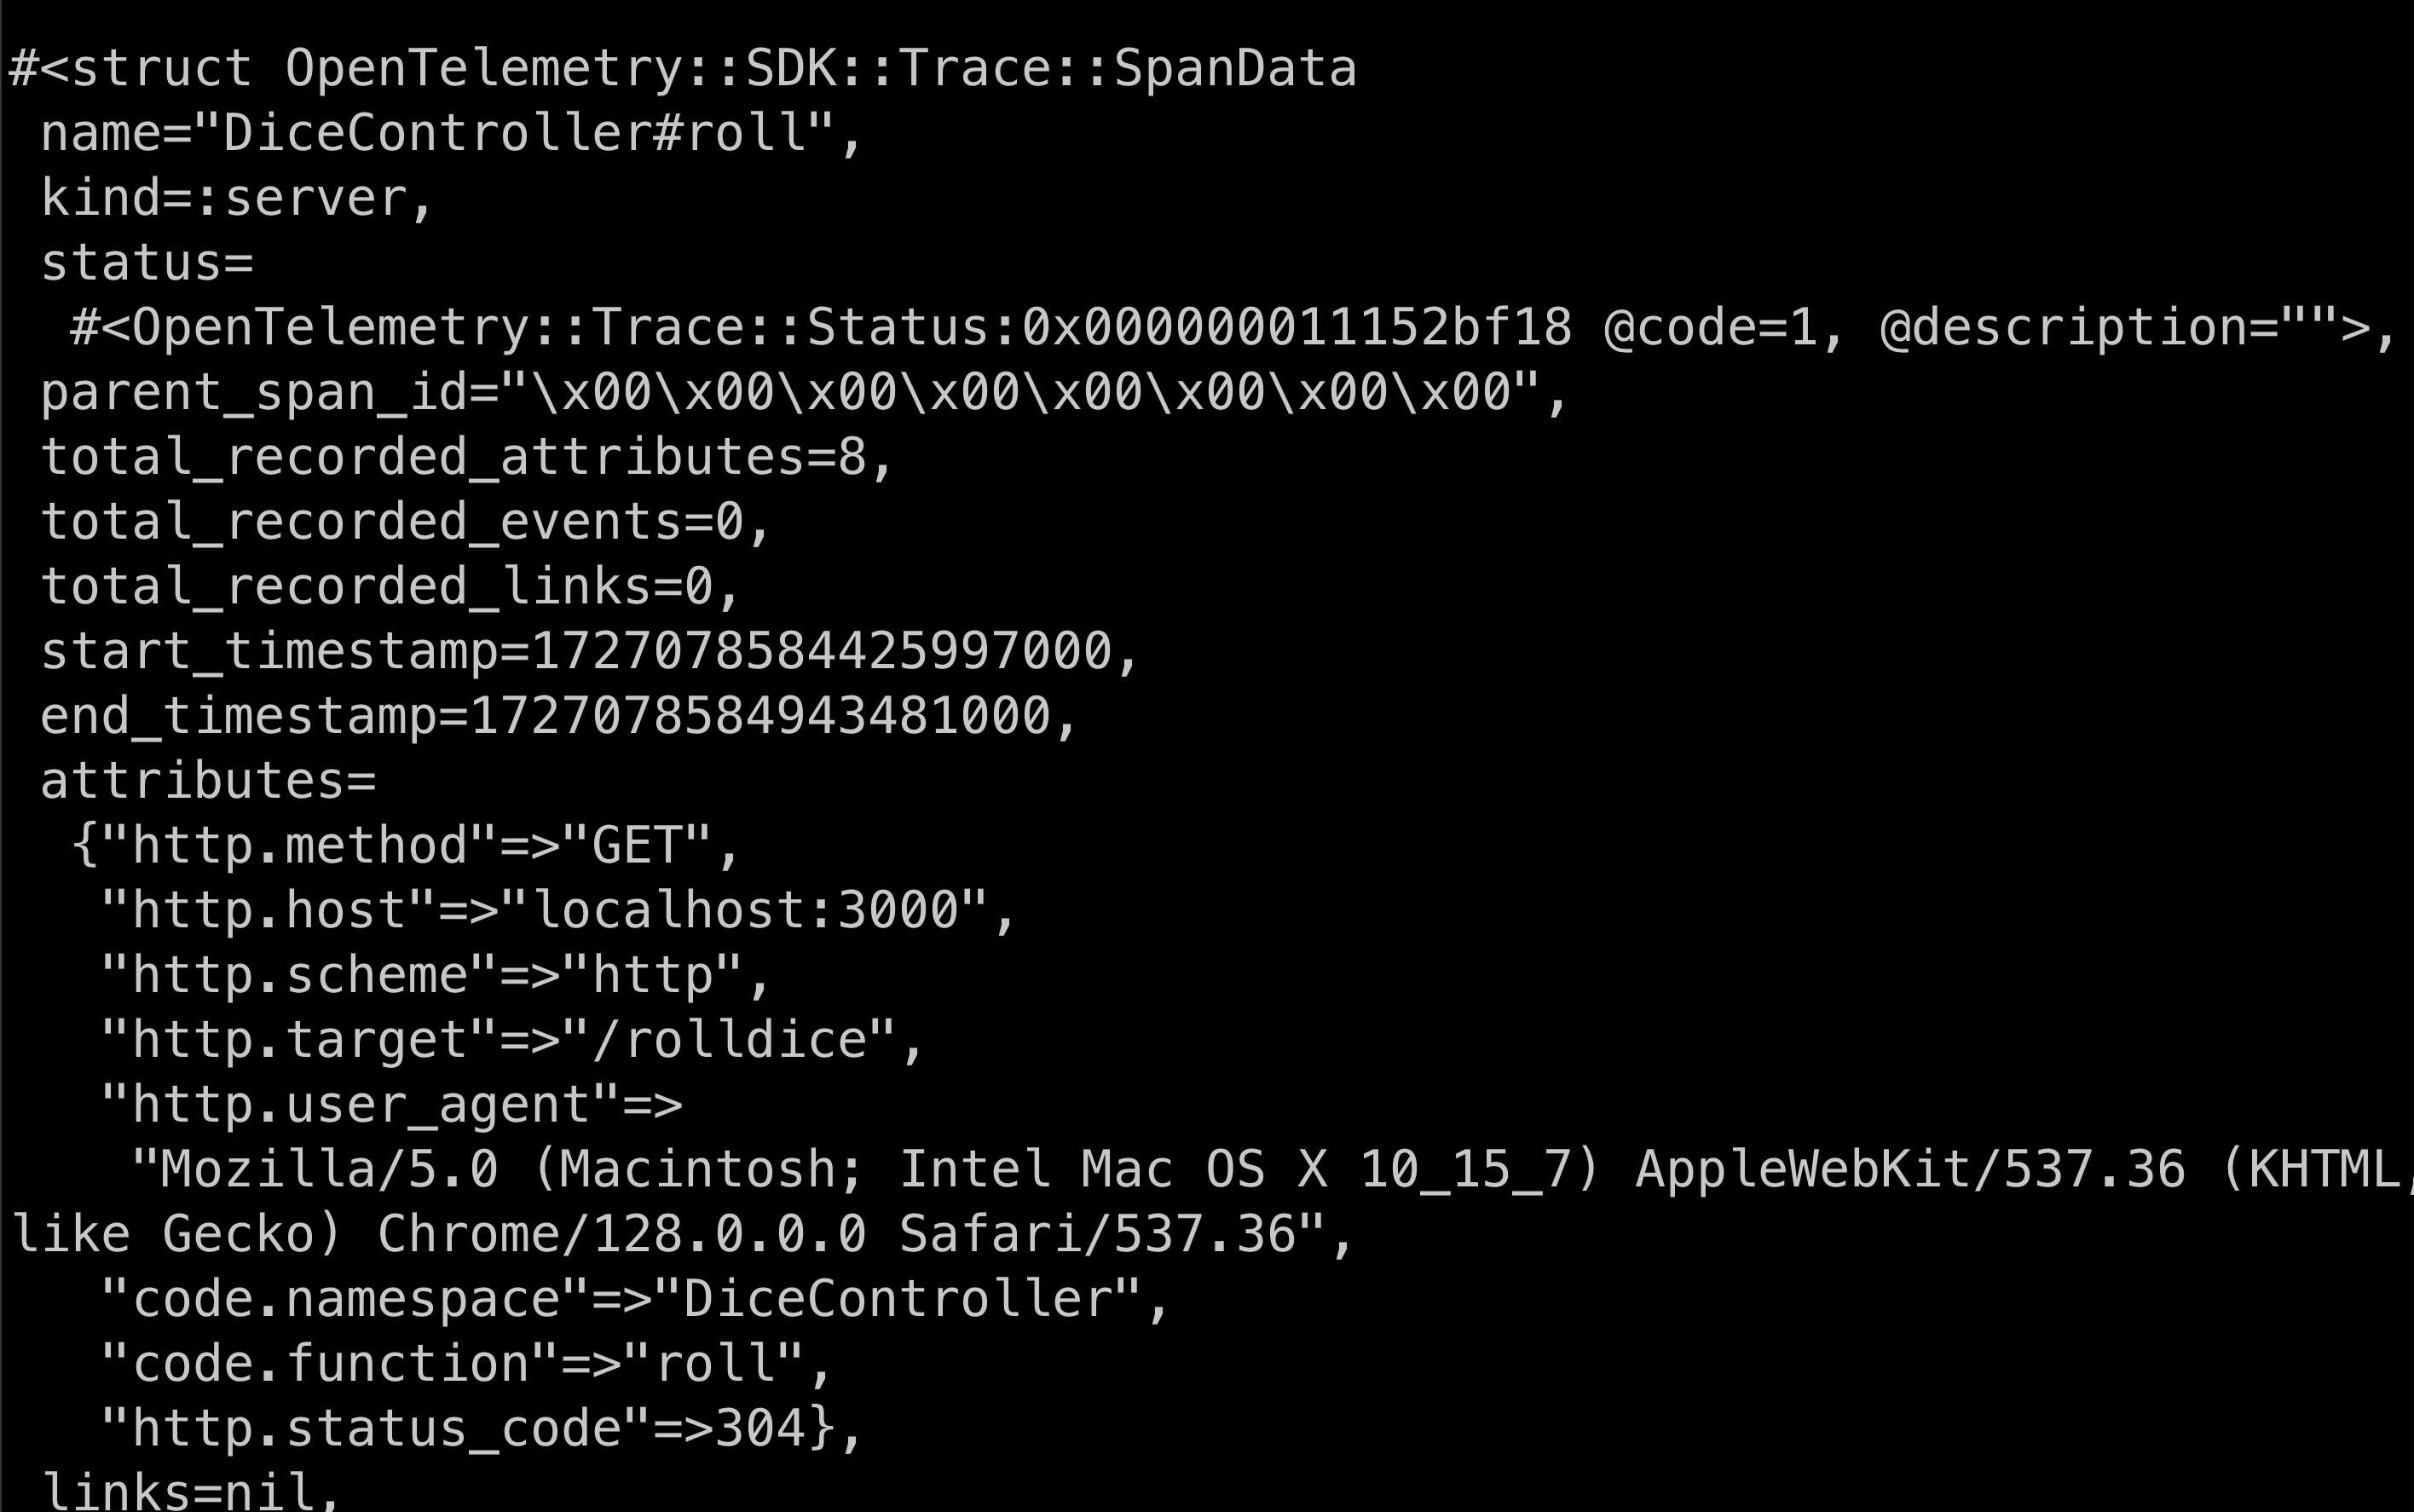 #<struct OpenTelemetry::SDK::Trace::SpanData
 name="DiceController#roll",
 kind=:server,
 status=
  #<OpenTelemetry::Trace::Status:0x000000011152bf18 @code=1, @description="">,
 parent_span_id="\x00\x00\x00\x00\x00\x00\x00\x00",
 total_recorded_attributes=8,
 total_recorded_events=0,
 total_recorded_links=0,
 start_timestamp=1727078584425997000,
 end_timestamp=1727078584943481000,
 attributes=
  {"http.method"=>"GET",
   "http.host"=>"localhost:3000",
   "http.scheme"=>"http",
   "http.target"=>"/rolldice",
   "http.user_agent"=>
    "Mozilla/5.0 (Macintosh; Intel Mac OS X 10_15_7) AppleWebKit/537.36 (KHTML,
like Gecko) Chrome/128.0.0.0 Safari/537.36",
   "code.namespace"=>"DiceController",
   "code.function"=>"roll",
   "http.status_code"=>304},
 links=nil,